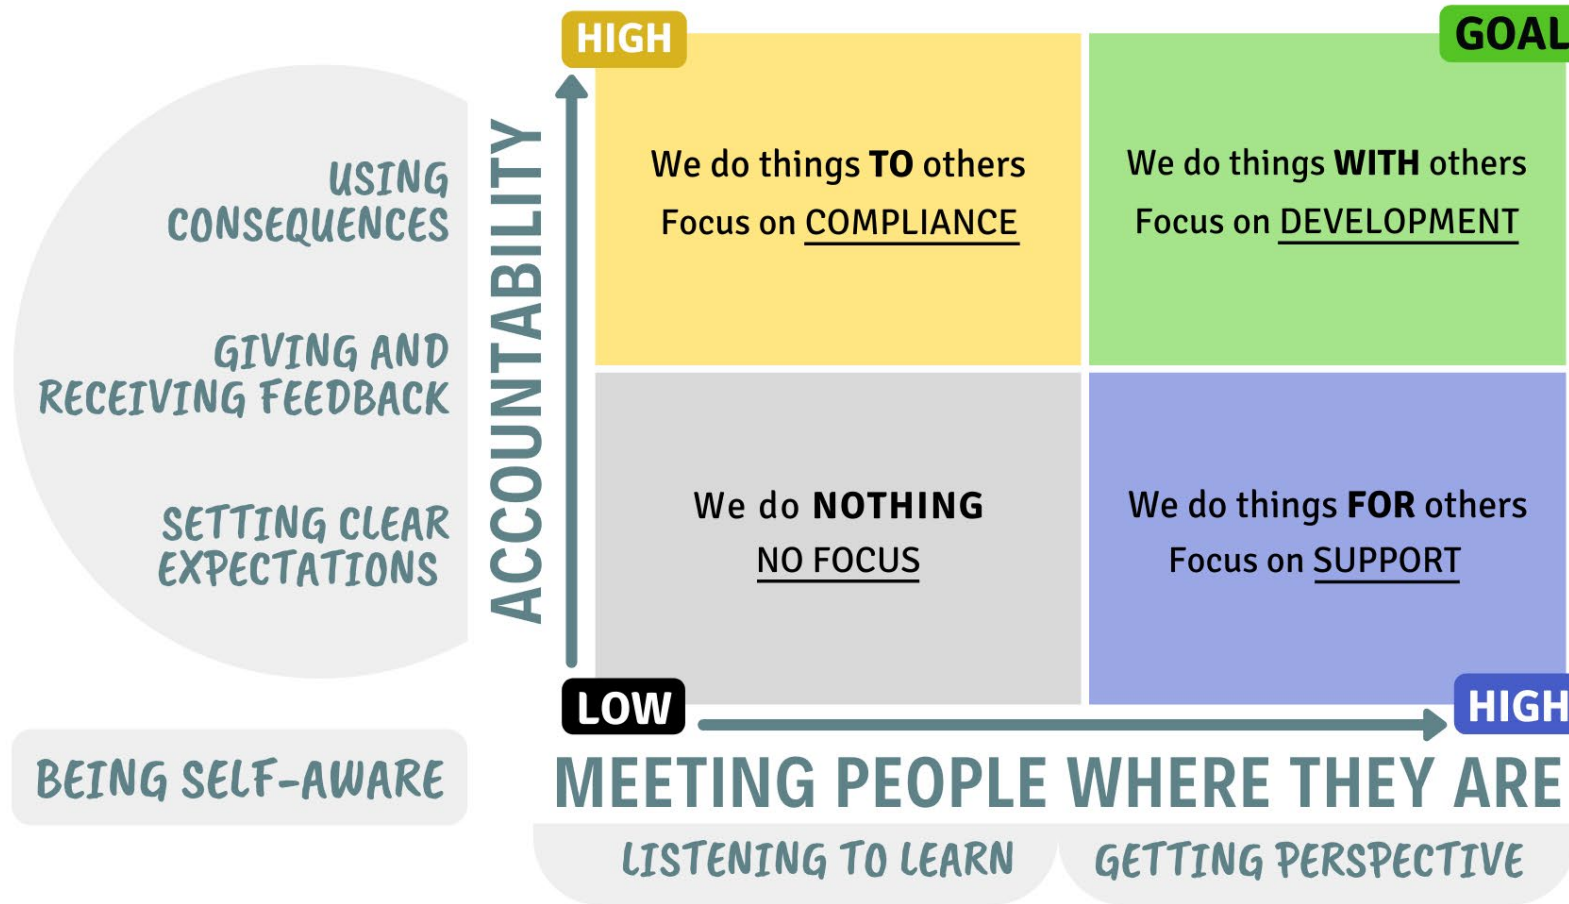 HIGH
GOAL
We do things TO others
Focus on COMPLIANCE
We do things WITH others
Focus on DEVELOPMENT
USING
CONSEQUENCES
GIVING AND
RECEIVING FEEDBACK
SETTING CLEAR
EXPECTATIONS
ACCOUNTABILITY
We do NOTHING
NO FOCUS
We do things FOR others
Focus on SUPPORT
LOW
HIGH
BEING SELF-AWARE
MEETING PEOPLE WHERE THEY ARE
LISTENING TO LEARN
GETTING PERSPECTIVE